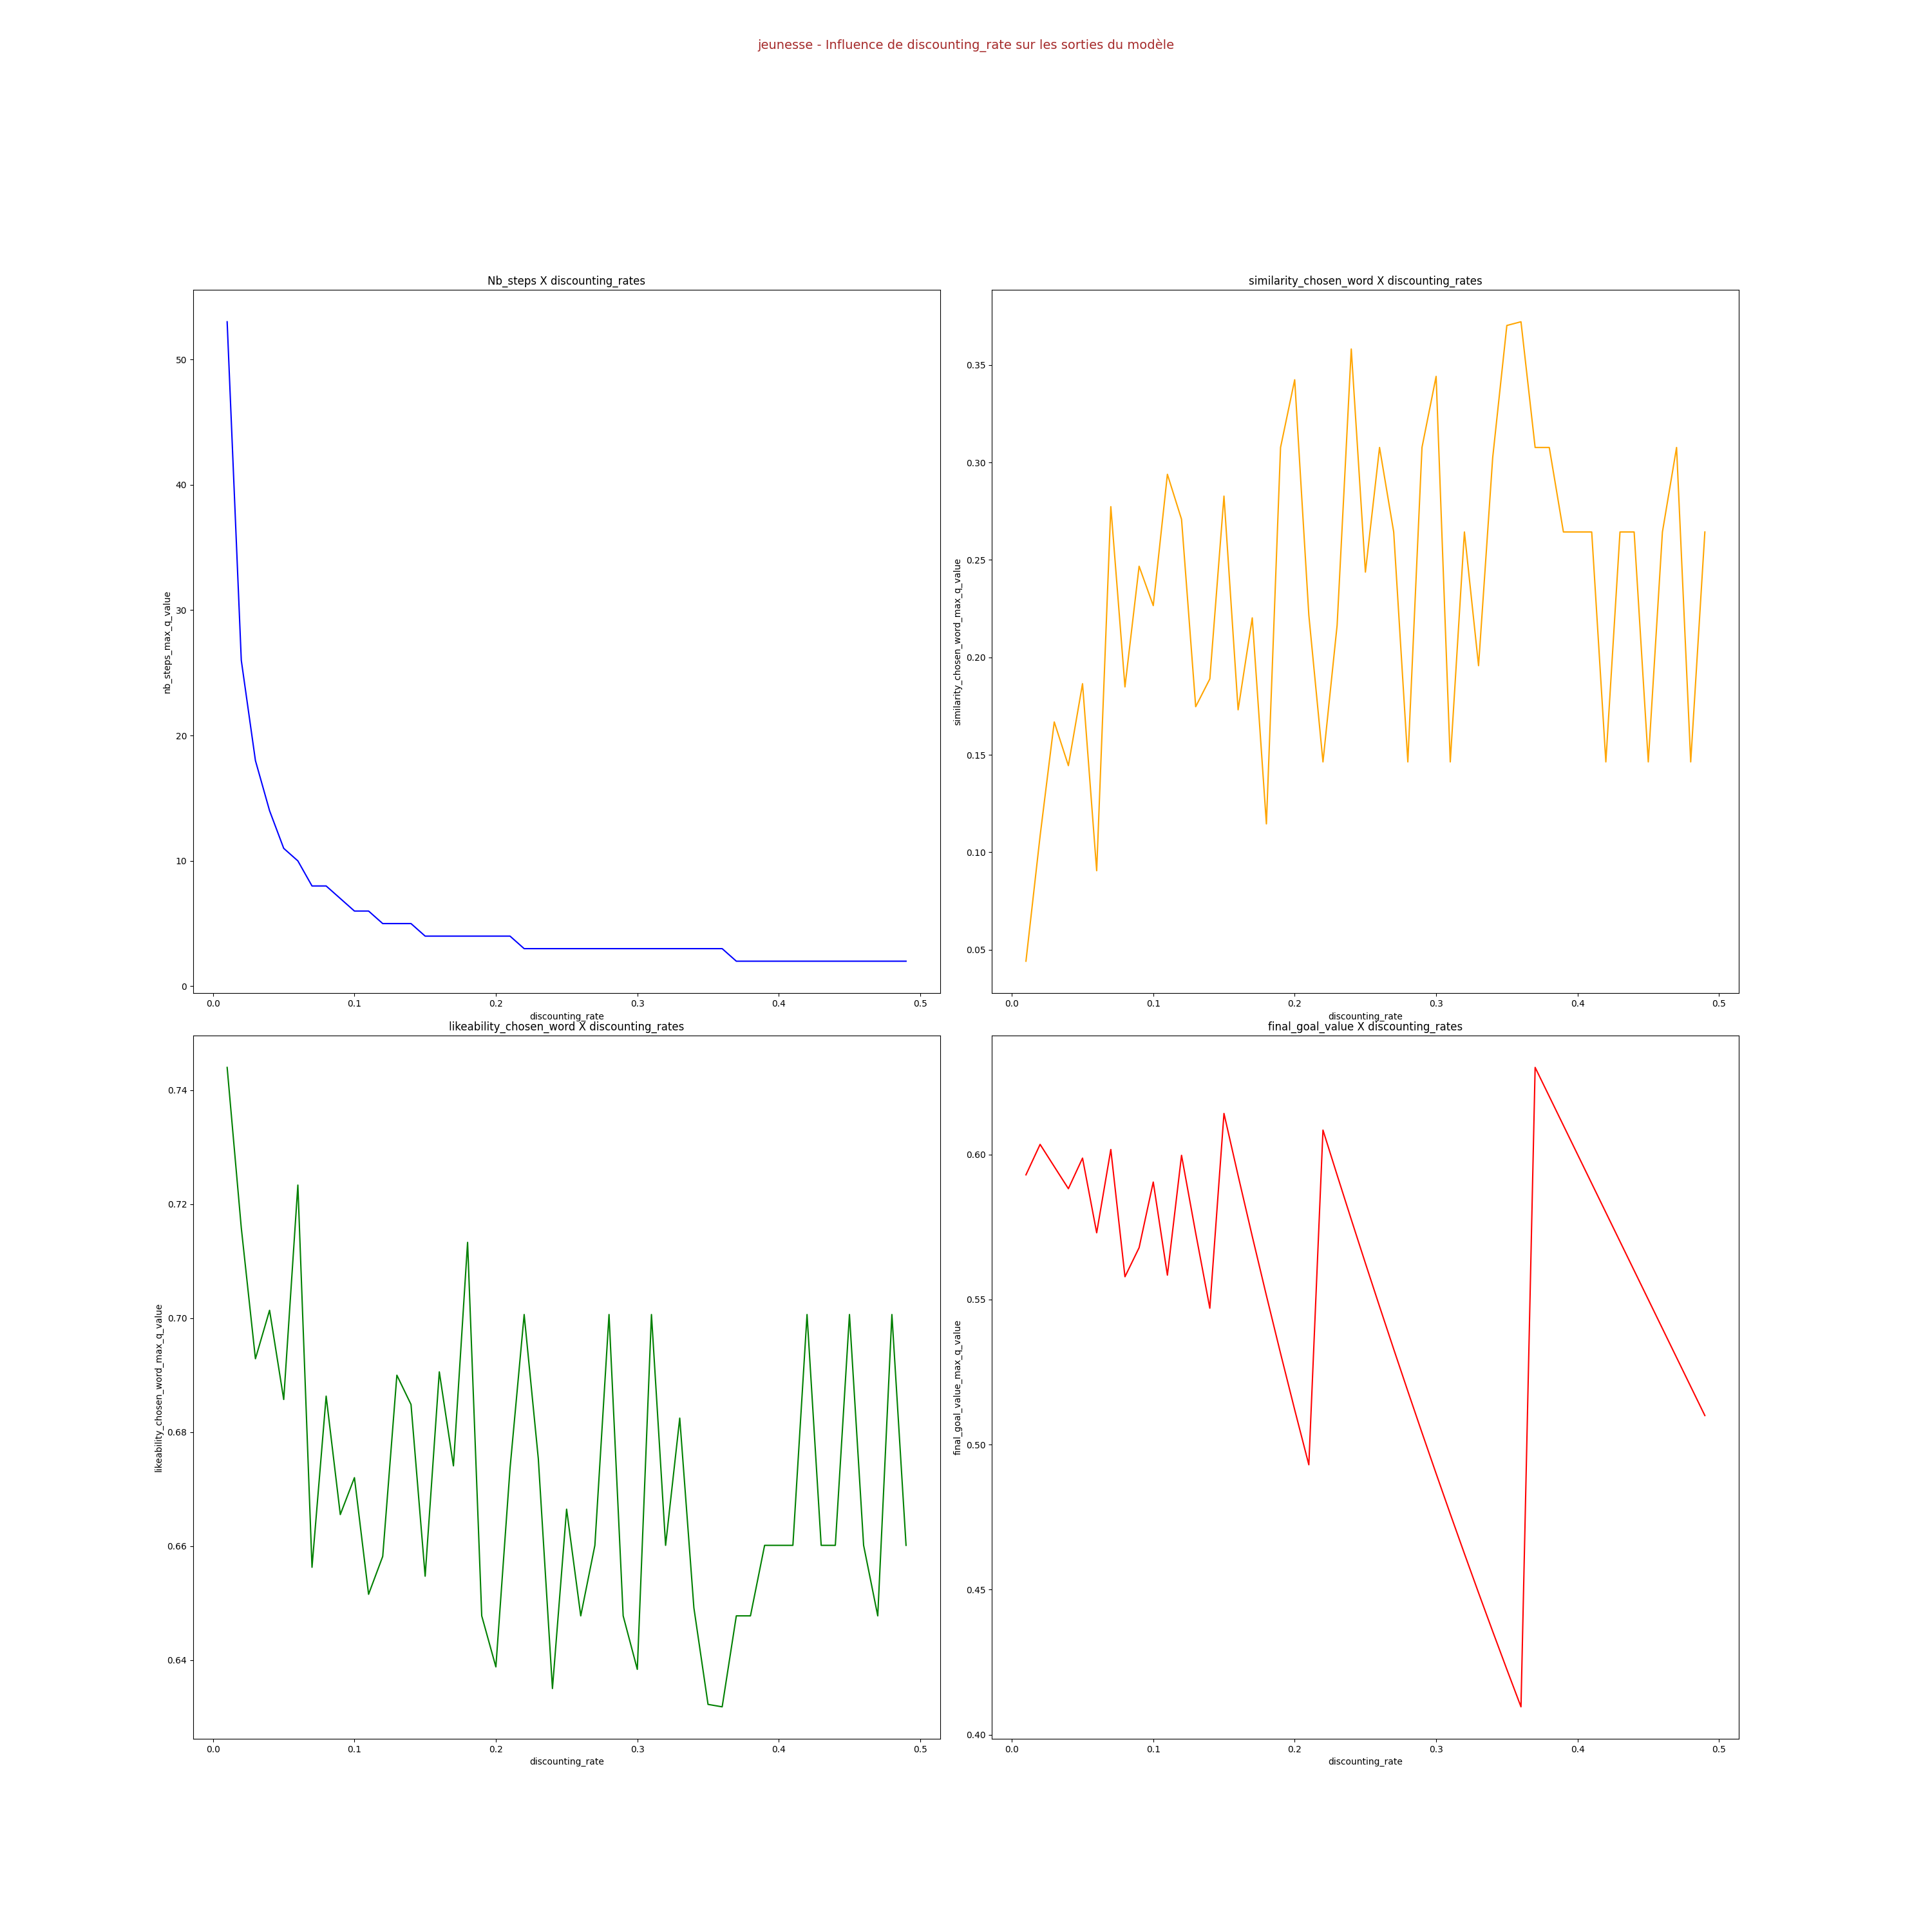 jeunesse - Influence de discounting_rate sur les sorties du modèle
Nb_steps X discounting_rates
nb_steps_max_q_value
50
40
30
20
10
0
0.0 0.1 0.2 0.3 0.4 0.5
discounting_rate
similarity_chosen_word X discounting_rates
similarity_chosen_word_max_q_value
0.35
0.30
0.25
0.20
0.15
0.10
0.05
0.0 0.1 0.2 0.3 0.4 0.5
discounting_rate
likeability_chosen_word X discounting_rates
likeability_chosen_word_max_q_value
0.74
0.72
0.70
0.68
0.66
0.64
0.0 0.1 0.2 0.3 0.4 0.5
discounting_rate
final_goal_value X discounting_rates
final_goal_value_max_q_value
0.60
0.55
0.50
0.45
0.40
0.0 0.1 0.2 0.3 0.4 0.5
discounting_rate